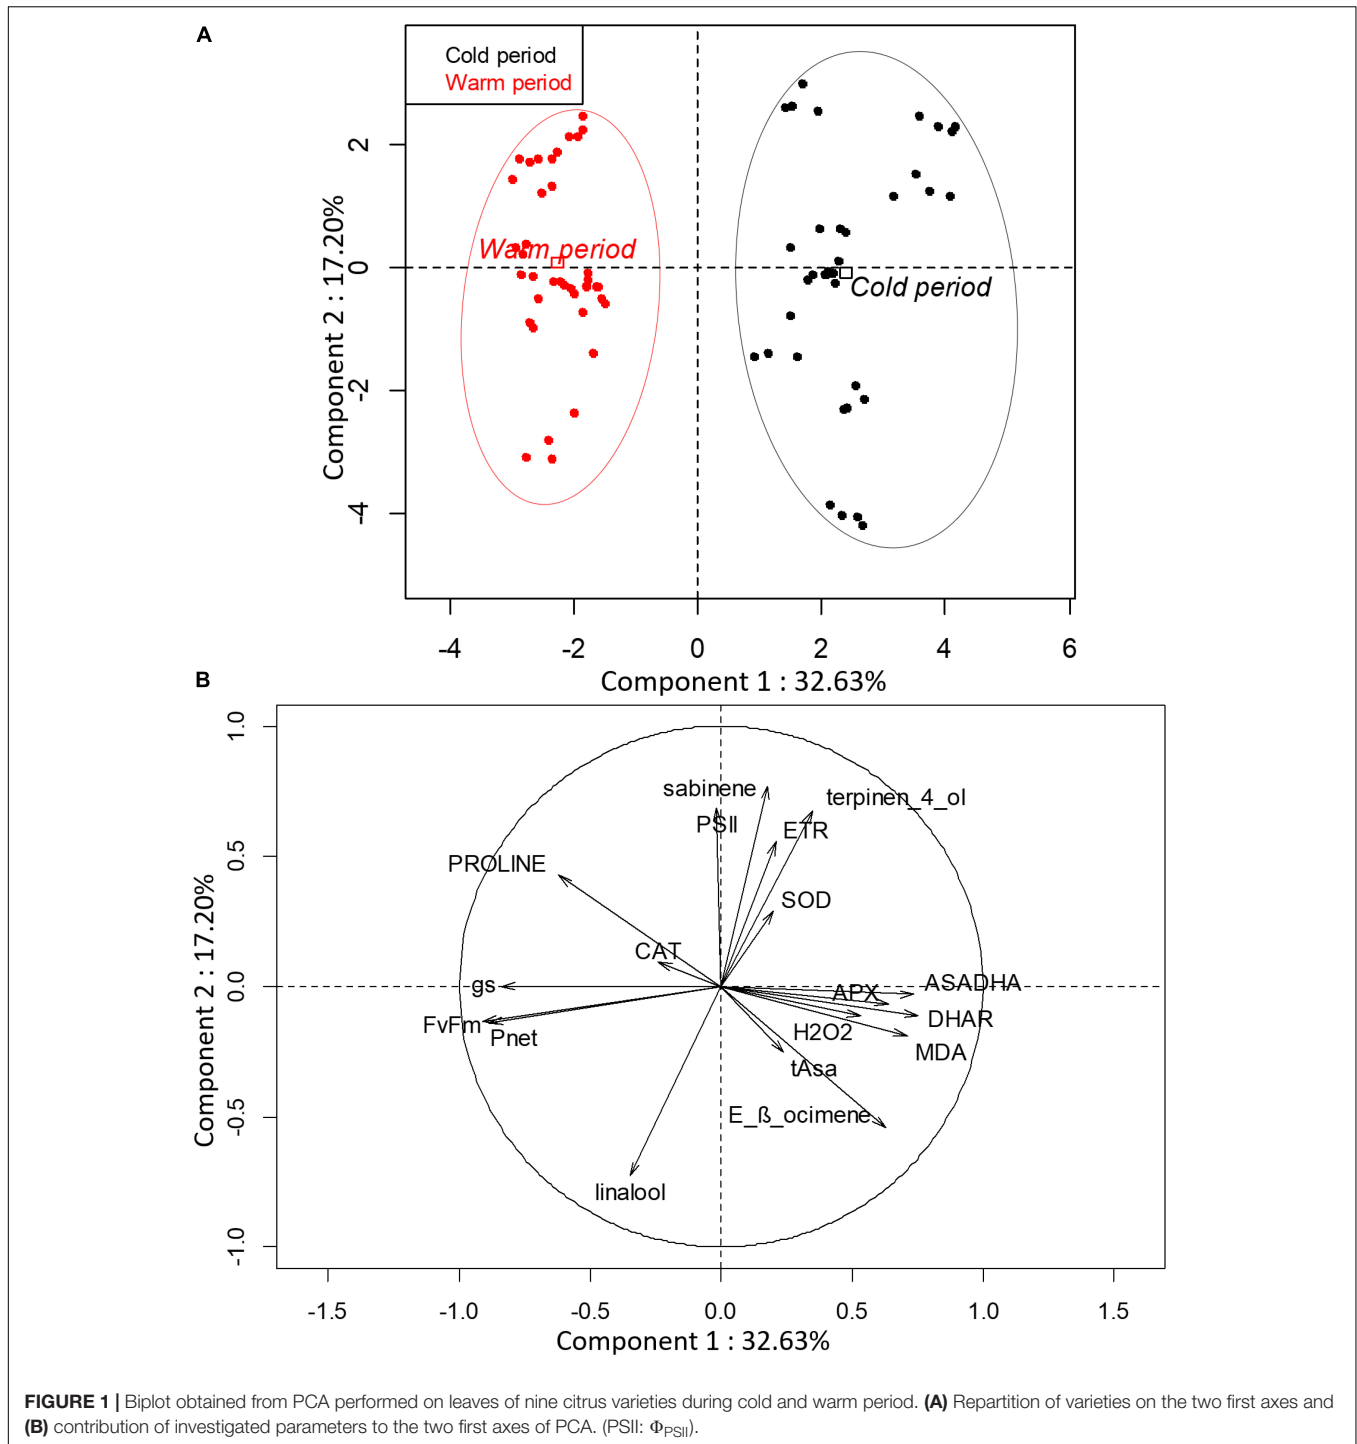 A
Cold period
Warm period
Component 2 : 17.20%
2
0
-2
-4
Warm period
Cold period
-4
-2
0
2
4
6
Component 1 : 32.63%
B
Component 2 : 17.20%
1.0
0.5
0.0
-0.5
-1.0
sabinene
terpinen_4_ol
PSII
ETR
PROLINE
SOD
CAT
gs
APX
ASADHA
FvFm
Pnet
H2O2
DHAR
MDA
tAsa
E_ß_ocimene
linalool
-1.5
-1.0
-0.5
0.0
0.5
1.0
1.5
Component 1 : 32.63%
FIGURE 1 | Biplot obtained from PCA performed on leaves of nine citrus varieties during cold and warm period. (A) Repartition of varieties on the two first axes and
(B) contribution of investigated parameters to the two first axes of PCA. (PSII: Φ<sub>PSII</sub>).